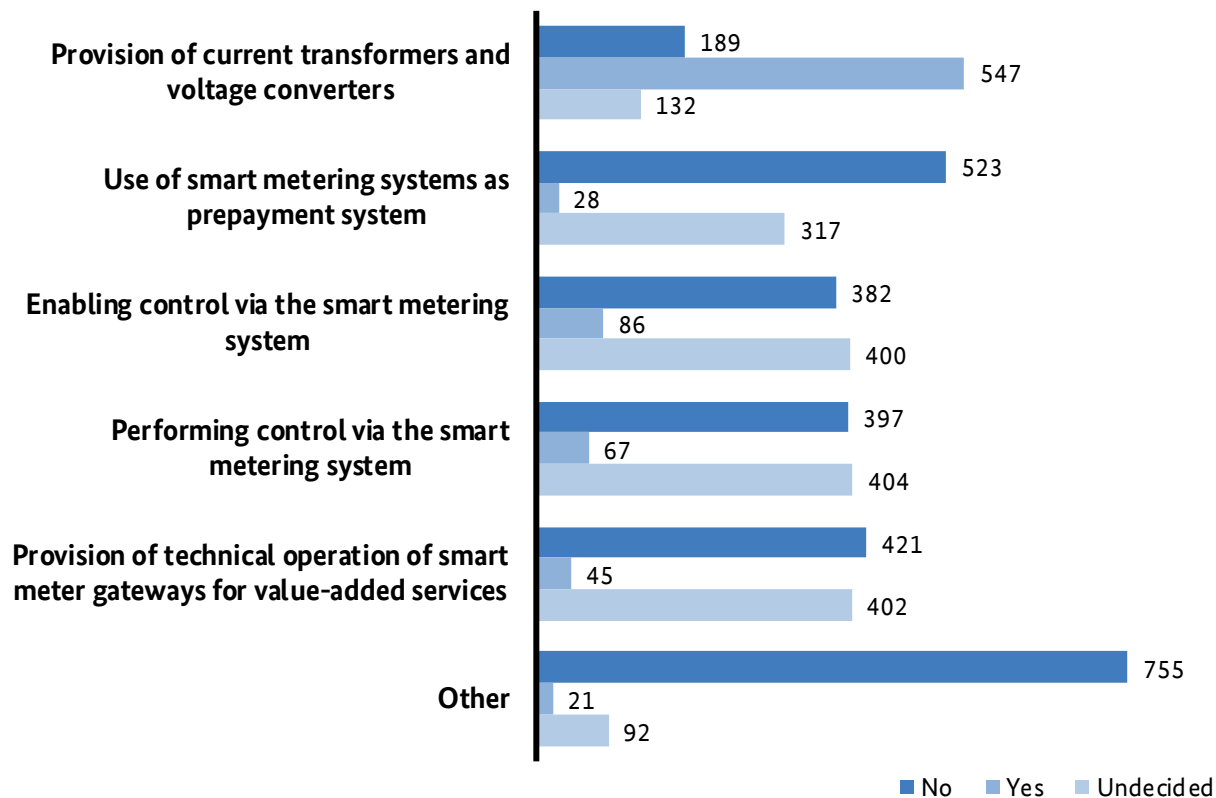 Provision of current transformers and
voltage converters
189
547
132
Use of smart metering systems as
prepayment system
523
28
317
Enabling control via the smart metering
system
382
86
400
Performing control via the smart
metering system
397
67
404
Provision of technical operation of smart
meter gateways for value-added services
421
45
402
Other
755
21
92
No Yes Undecided